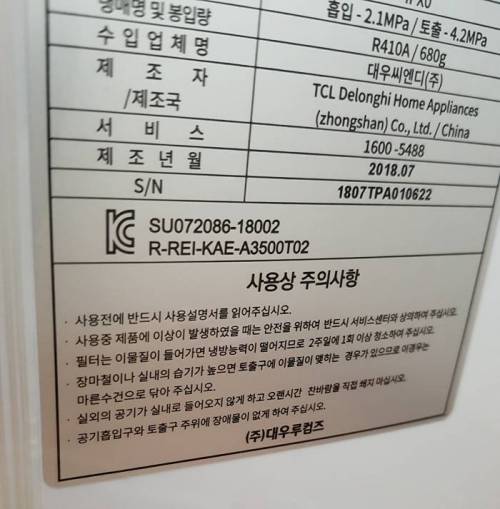 냉매명 및 봉입량
흡입 - 2.1MPa / 토출 - 4.2MPa
수 입 업 체 명
R410A / 680g
제 조 자
/제조국
대우씨엔디(주)
TCL Delonghi Home Appliances
(zhongshan) Co., Ltd. / China
서 비 스
1600 -5488
제 조 년 월
2018.07
S/N
1807TPA010622
SU072086-18002
R-REI-KAE-A3500T02
사용상 주의사항
· 사용전에 반드시 사용설명서를 읽어주십시오.
· 사용중 제품에 이상이 발생하였을 때는 안전을 위하여 반드시 서비스센터와 상의하여 주십시오.
· 필터는 이물질이 들어가면 냉방능력이 떨어지므로 2주일에 1회 이상 청소하여 주십시오.
· 장마철이나 실내의 습기가 높으면 토출구에 이물질이 맺히는 경우가 있으므로 이경우는
마른수건으로 닦아 주십시오.
· 실외의 공기가 실내로 들어오지 않게 하고 오랜시간 찬바람을 직접 쐐지 마십시오.
· 공기흡입구와 토출구 주위에 장애물이 없게 하여 주십시오.
(주)대우루컴즈